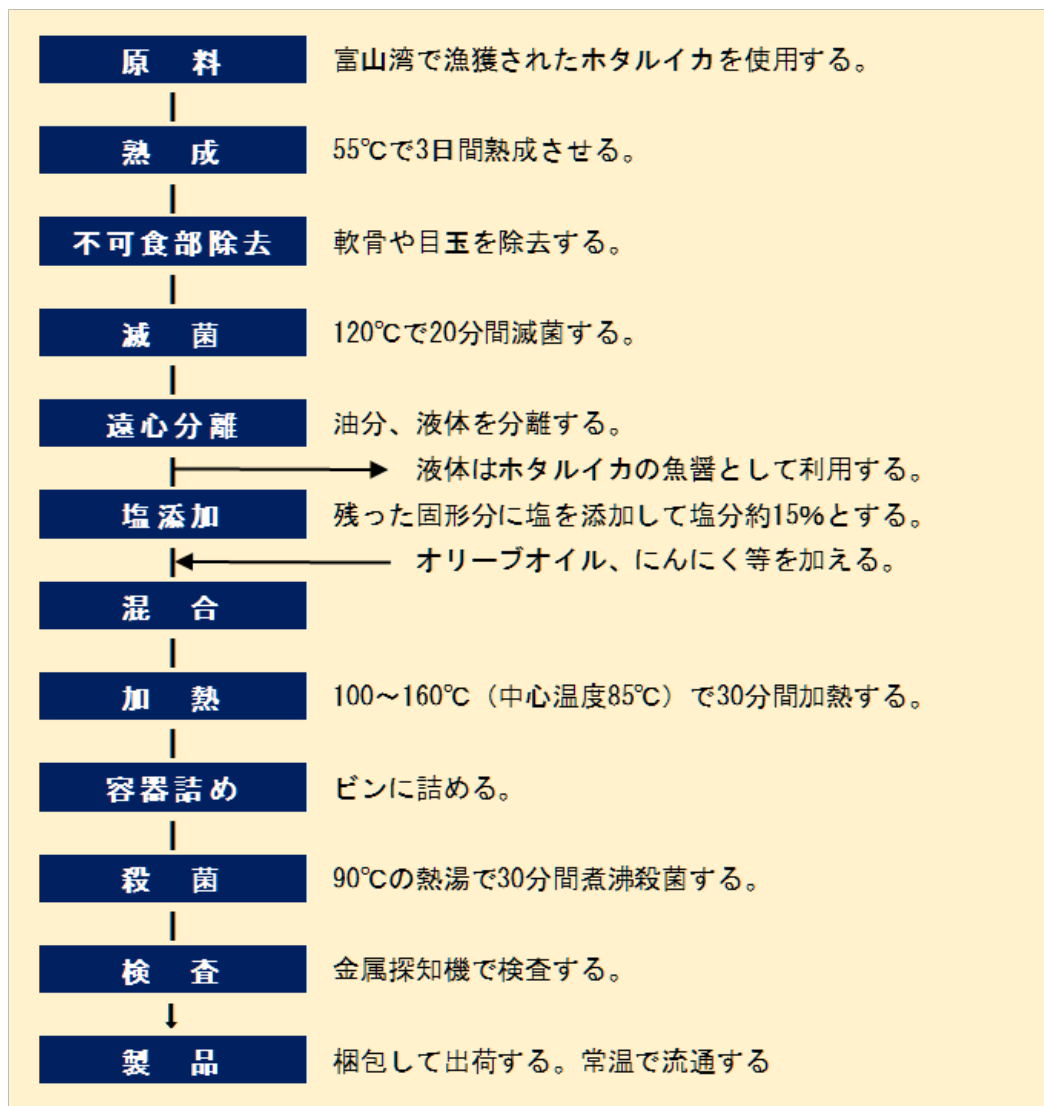 原 料 富山湾で漁獲されたホタルイカを使用する。
熟 成 55℃で3日間熟成させる。
不可食部除去 軟骨や目玉を除去する。
滅 菌 120℃で20分間滅菌する。
遠心分離 油分、液体を分離する。
液体はホタルイカの魚醤として利用する。
塩添加 残った固形分に塩を添加して塩分約15%とする。
オリーブオイル、にんにく等を加える。
混 合
加 熱 100～160℃（中心温度85℃）で30分間加熱する。
容器詰め ビンに詰める。
殺 菌 90℃の熱湯で30分間煮沸殺菌する。
検 査 金属探知機で検査する。
製 品 梱包して出荷する。常温で流通する